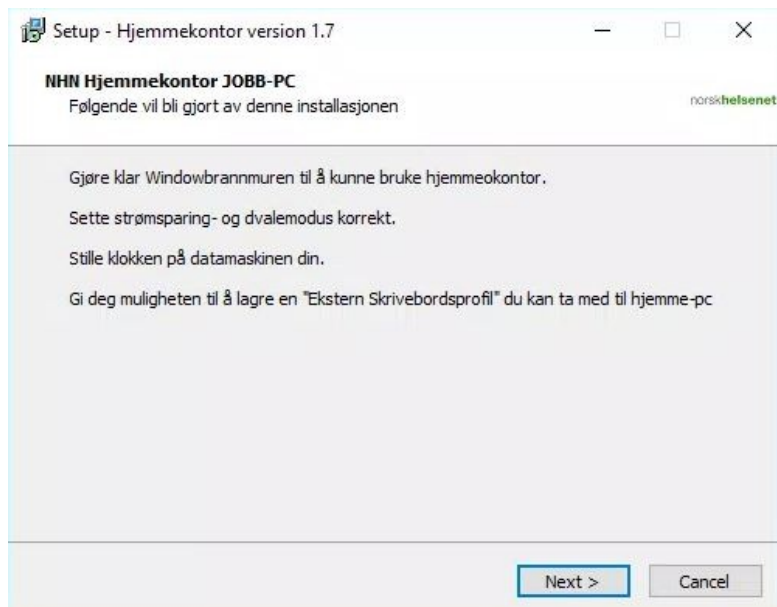 Setup - Hjemmekontor version 1.7
NHN Hjemmekontor JOBB-PC
Følgende vil bli gjort av denne installasjonen
norskhelsenet
Gjøre klar Windowbrannmuren til å kunne bruke hjemmeokontor.
Sette strømsparing- og dvalemodus korrekt.
Stille klokken på datamaskinen din.
Gi deg muligheten til å lagre en "Ekstern Skrivebordsprofil" du kan ta med til hjemme-pc
Next >
Cancel